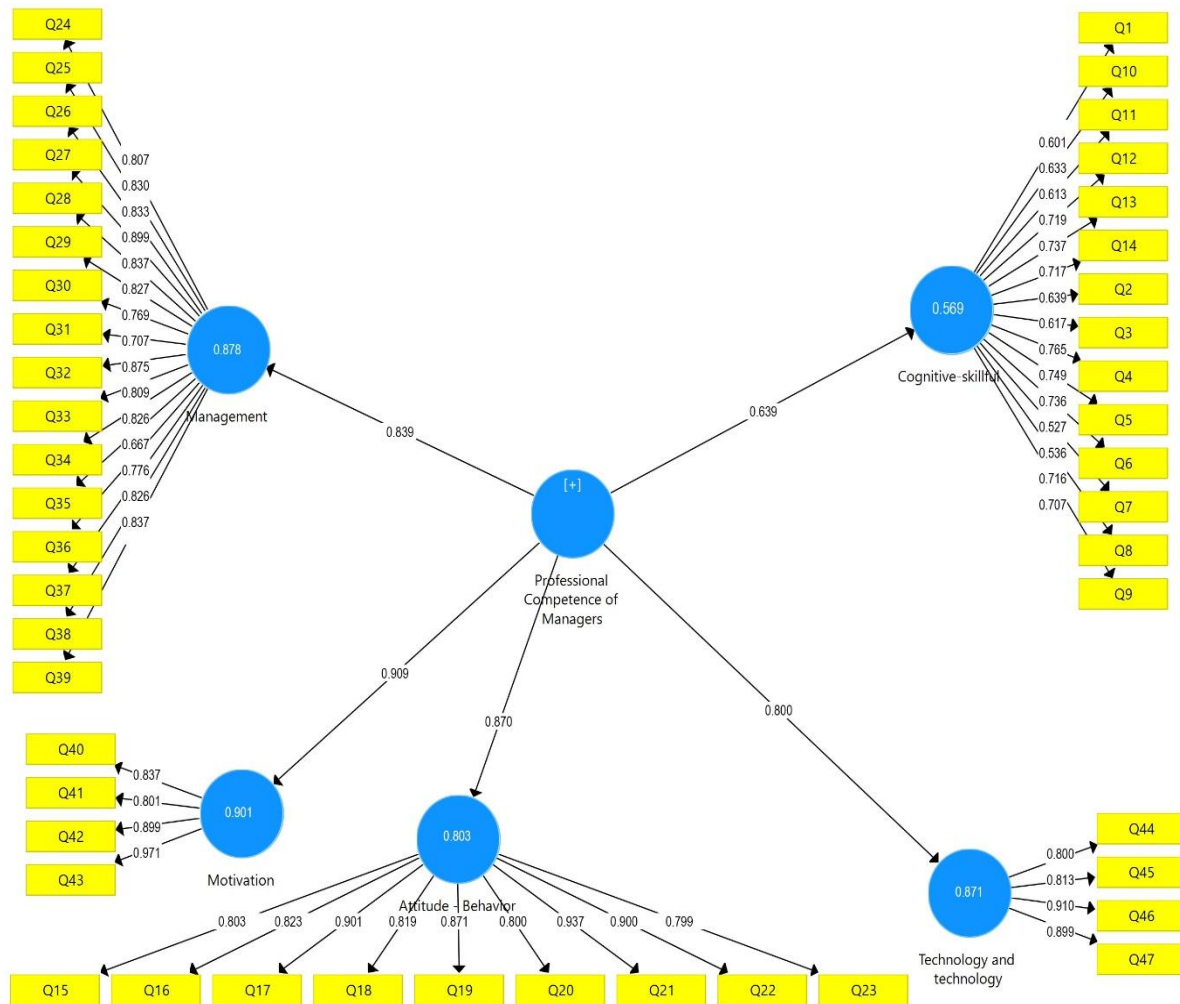 Q24
Q25
Q26
Q27
Q28
Q29
Q30
Q31
Q32
Q33
Q34
Q35
Q36
Q37
Q38
Q39
0.807
0.830
0.833
0.899
0.837
0.827
0.769
0.707
0.875
0.809
0.826
0.667
0.776
0.826
0.837
0.878
Management
0.839
Q1
Q10
Q11
Q12
Q13
Q14
Q2
Q3
Q4
Q5
Q6
Q7
Q8
Q9
0.601
0.633
0.613
0.719
0.737
0.717
0.639
0.617
0.765
0.749
0.736
0.527
0.536
0.716
0.707
0.569
Cognitive-skillful
0.639
[+]
Professional
Competence of
Managers
0.909
0.870
0.800
Q40
Q41
Q42
Q43
0.837
0.801
0.899
0.971
0.901
Motivation
0.803
Attitude - Behavior
0.803
0.823
0.901
0.819
0.871
0.800
0.937
0.900
0.799
Q15
Q16
Q17
Q18
Q19
Q20
Q21
Q22
Q23
0.871
Technology and
technology
0.800
0.813
0.910
0.899
Q44
Q45
Q46
Q47